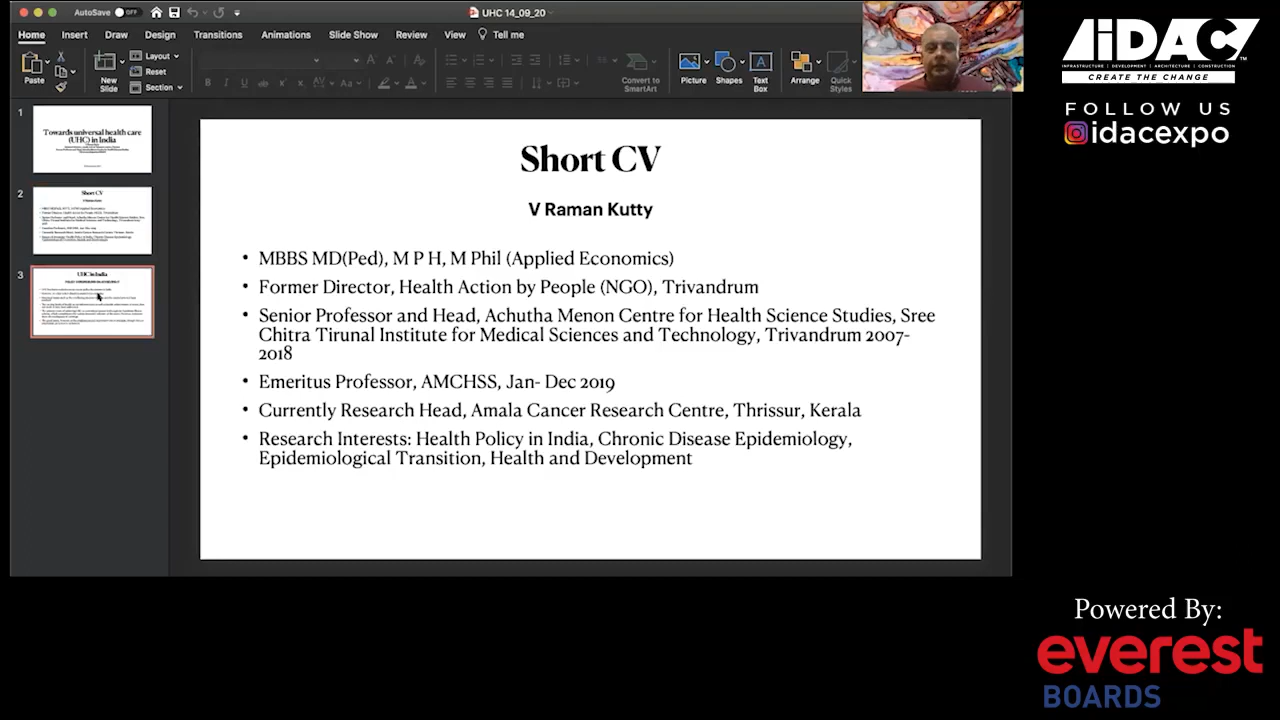 AutoSave
OFF
UHC 14_09_20
Home
Insert
Draw
Design
Transitions
Animations
Slide Show
Review
View
Tell me
Paste
New
Slide
Layout
Reset
Section
Convert to
SmartArt
Picture
Shapes
Text
Box
Arrange
Quick
Styles
1
Towards universal health care
(UHC) in India
2
Short CV
V Raman Kutty
3
UHC in India
Short CV
V Raman Kutty
• MBBS MD(Ped), M P H, M Phil (Applied Economics)
• Former Director, Health Action by People (NGO), Trivandrum
• Senior Professor and Head, Achutha Menon Centre for Health Science Studies, Sree
Chitra Tirunal Institute for Medical Sciences and Technology, Trivandrum 2007-
2018
• Emeritus Professor, AMCHSS, Jan- Dec 2019
• Currently Research Head, Amala Cancer Research Centre, Thrissur, Kerala
• Research Interests: Health Policy in India, Chronic Disease Epidemiology,
Epidemiological Transition, Health and Development
iDAC
INFRASTRUCTURE | DEVELOPMENT | ARCHITECTURE | CONSTRUCTION
CREATE THE CHANGE
FOLLOW US
idacexpo
Powered By:
everest
BOARDS